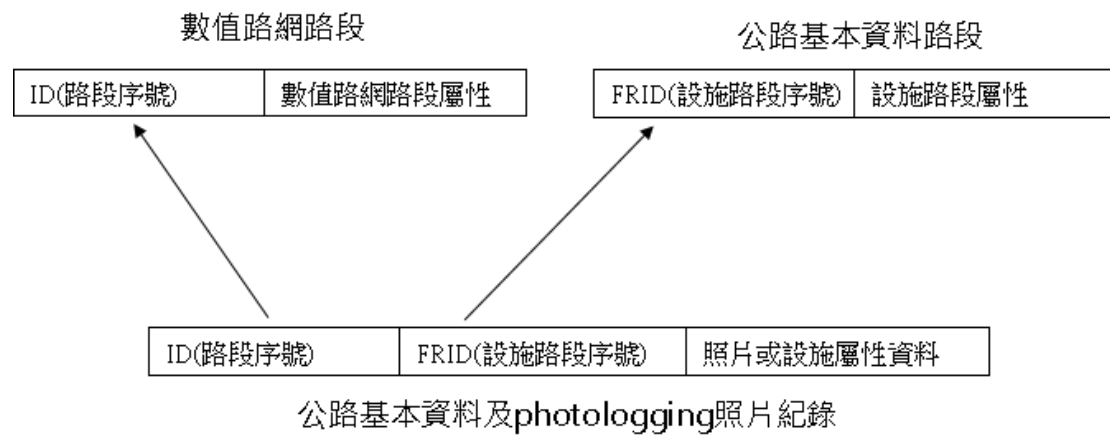 數值路網路段
公路基本資料路段
ID(路段序號) 數值路網路段屬性
FRID(設施路段序號) 設施路段屬性
ID(路段序號) FRID(設施路段序號) 照片或設施屬性資料
公路基本資料及photologging照片紀錄